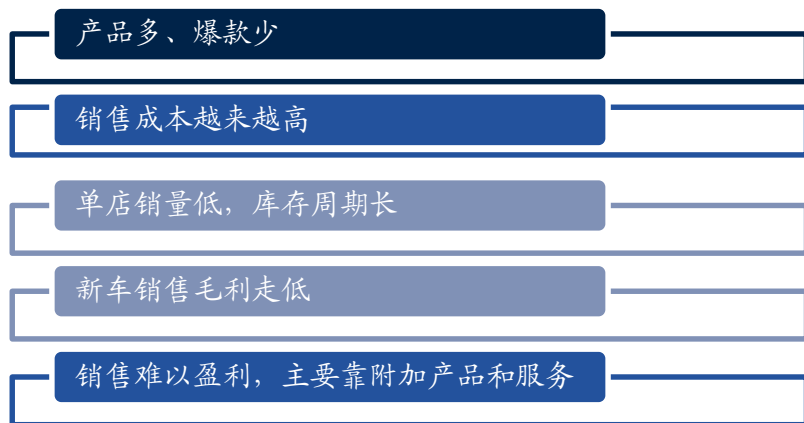 产品多、爆款少
销售成本越来越高
单店销量低，库存周期长
新车销售毛利走低
销售难以盈利，主要靠附加产品和服务